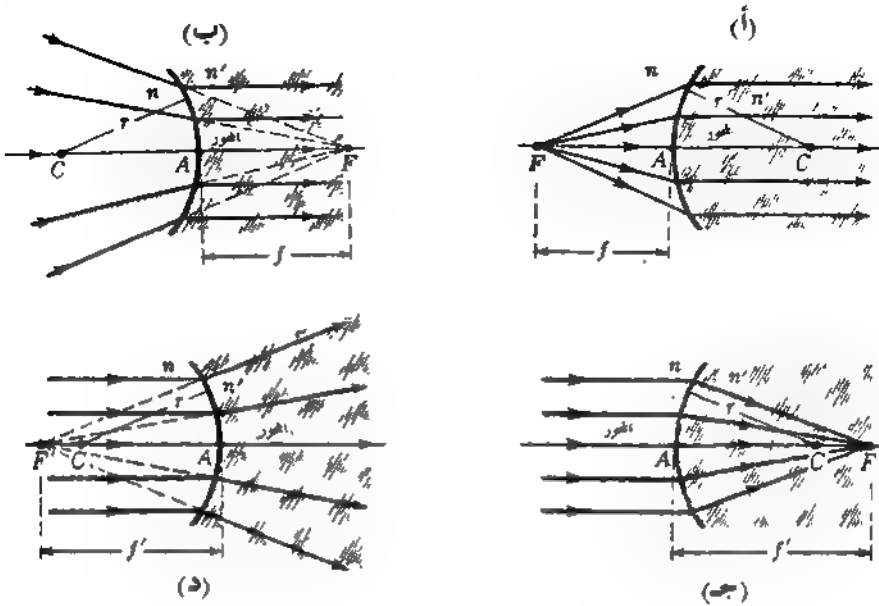 (أ)
n
r n'
F A C
f
(ب)
n n'
r
C A F
f
n
n'
r
A C F
f'
(جـ)
n r
n'
r
F C A
f'
(د)